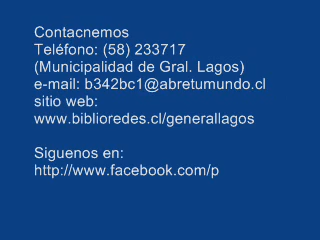 Contacnemos
Teléfono: (58) 233717
(Municipalidad de Gral. Lagos)
e-mail: b342bc1@abretumundo.cl
sitio web:
www.biblioredes.cl/generallagos
Siguenos en:
http://www.facebook.com/p